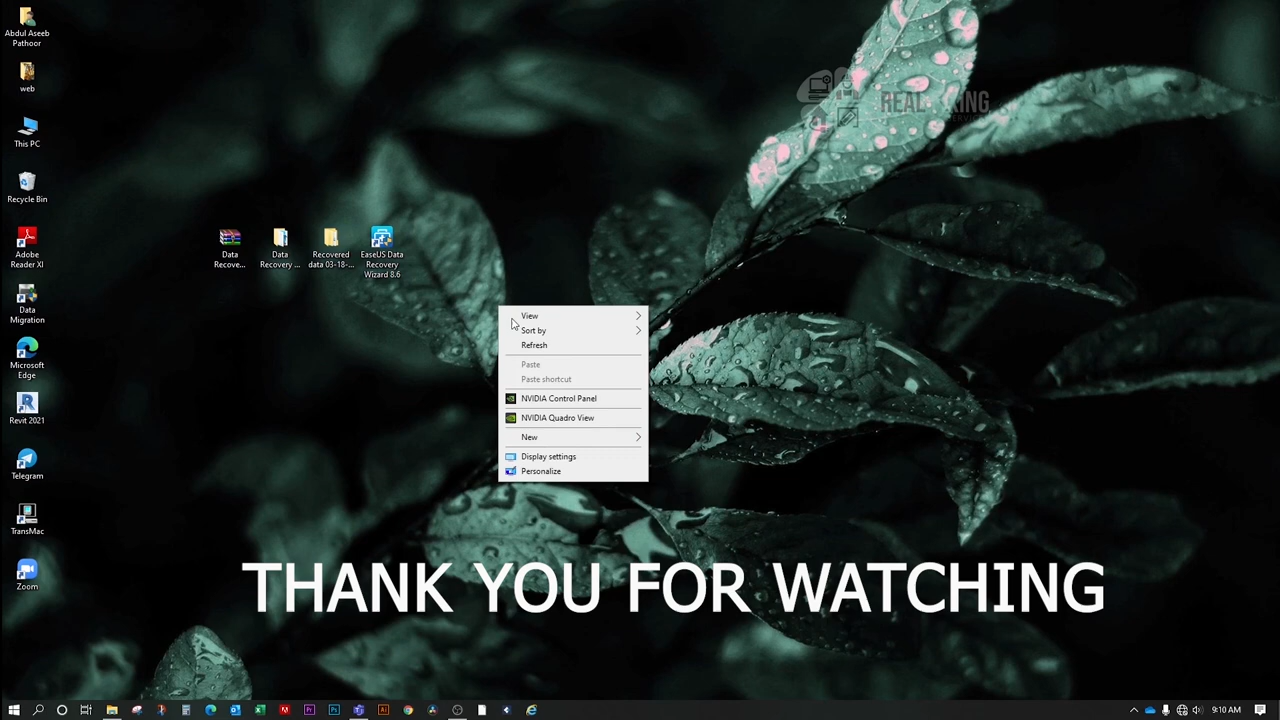 Abdul Aseeb
Pathoor
web
This PC
Recycle Bin
Adobe
Reader XI
Data
Migration
Microsoft
Edge
Revit 2021
Telegram
TransMac
Zoom
Data
Recove...
Data
Recovery ...
Recovered
data 03-18-...
EaseUS Data
Recovery
Wizard 8.6
View
Sort by
Refresh
Paste
Paste shortcut
NVIDIA Control Panel
NVIDIA Quadro View
New
Display settings
Personalize
THANK YOU FOR WATCHING
9:10 AM